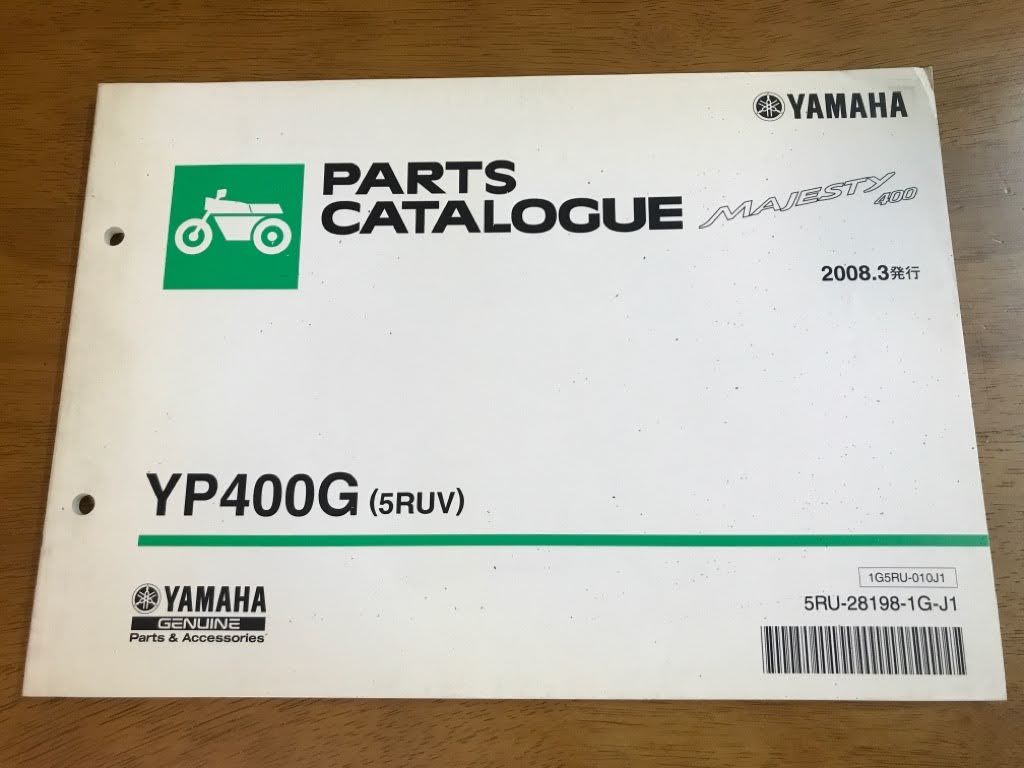 YAMAHA
PARTS
CATALOGUE
MAJESTY
400
2008.3発行
YP400G (5RUV)
1G5RU-010J1
5RU-28198-1G-J1
YAMAHA
GENUINE
Parts & Accessories